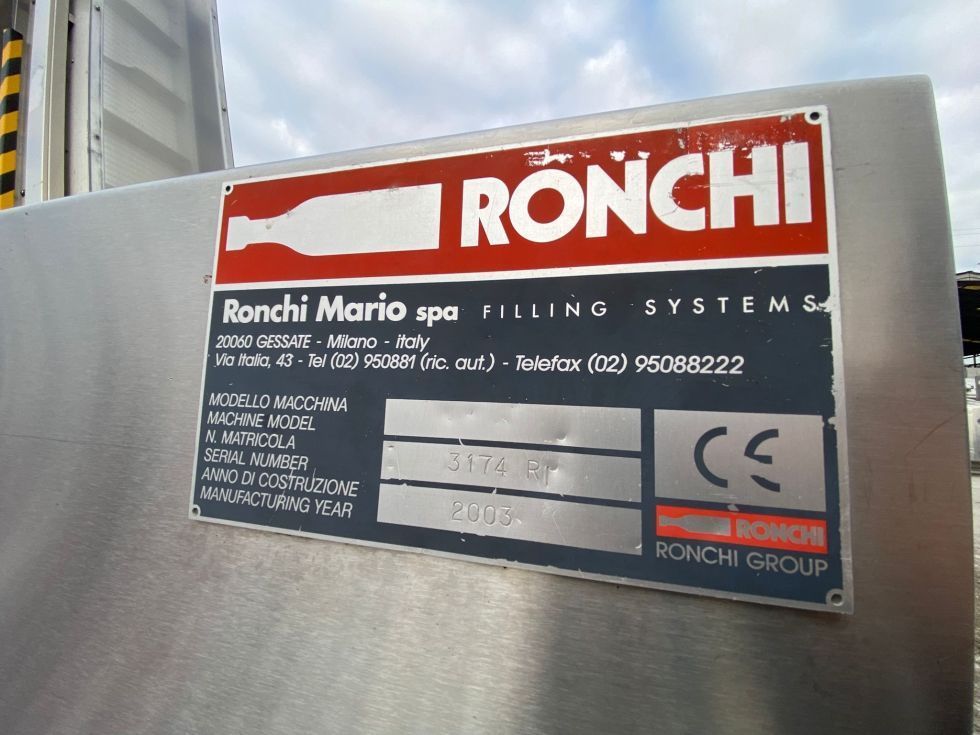 RONCHI
Ronchi Mario spa FILLING SYSTEMS
20060 GESSATE - Milano - italy
Via Italia, 43 - Tel (02) 950881 (ric. aut.) - Telefax (02) 95088222
MODELLO MACCHINA
MACHINE MODEL
N. MATRICOLA
SERIAL NUMBER
3174 R
ANNO DI COSTRUZIONE
MANUFACTURING YEAR
2003
CE
RONCHI
RONCHI GROUP